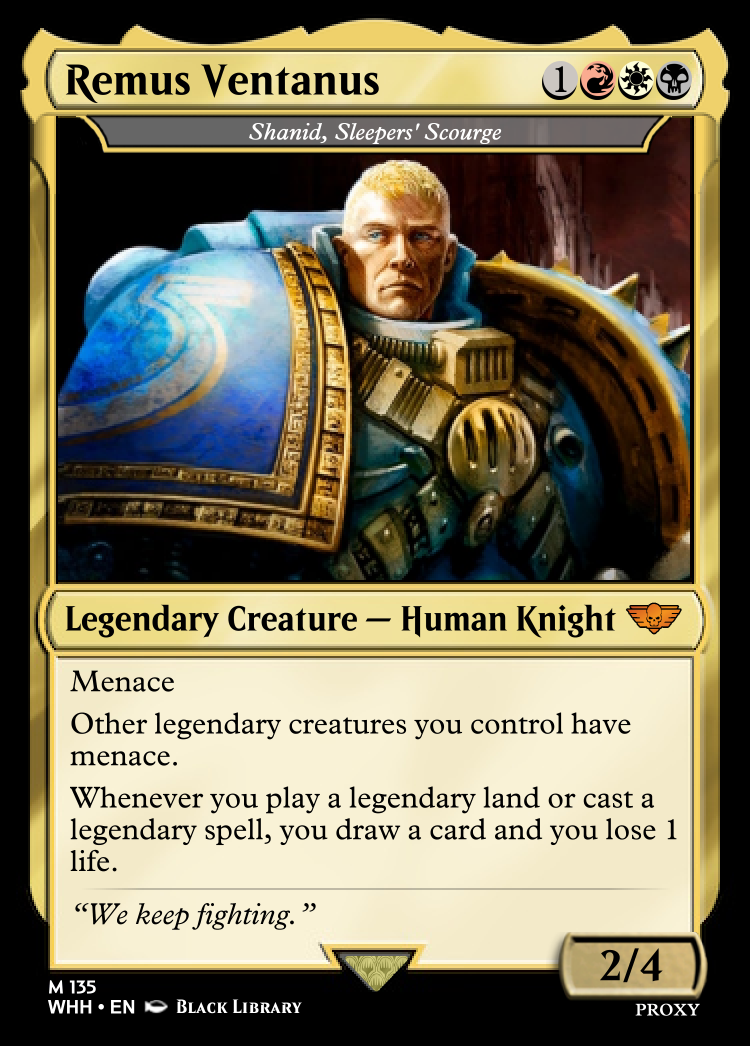 Remus Ventanus 1
Shanid, Sleepers' Scourge
Legendary Creature — Human Knight
Menace
Other legendary creatures you control have
menace.
Whenever you play a legendary land or cast a
legendary spell, you draw a card and you lose 1
life.
“We keep fighting.”
2/4
M 135
WHH • EN BLACK LIBRARY
PROXY